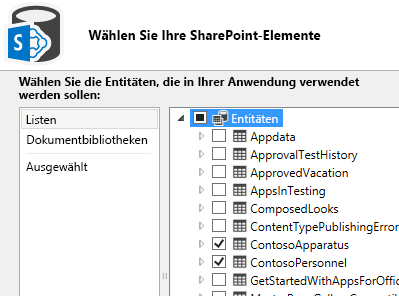 Wählen Sie Ihre SharePoint-Elemente
Wählen Sie die Entitäten, die in Ihrer Anwendung verwendet
werden sollen:
Listen
Dokumentbibliotheken
Ausgewählt
Entitäten
Appdata
ApprovalTestHistory
ApprovedVacation
AppsInTesting
ComposedLooks
ContentTypePublishingError
ContosoApparatus
ContosoPersonnel
GetStartedWithAppsForOffic